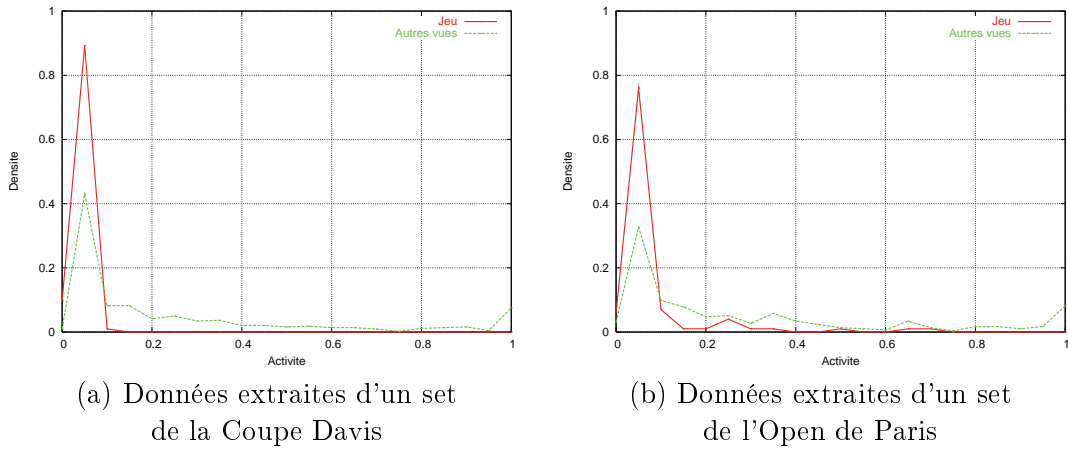 1
0.8
0.6
0.4
0.2
0
0 0.2 0.4 0.6 0.8 1
Densite
Activite
Jeu
Autres vues
(a) Données extraites d'un set
de la Coupe Davis
1
0.8
0.6
0.4
0.2
0
0 0.2 0.4 0.6 0.8 1
Densite
Activite
Jeu
Autres vues
(b) Données extraites d'un set
de l'Open de Paris